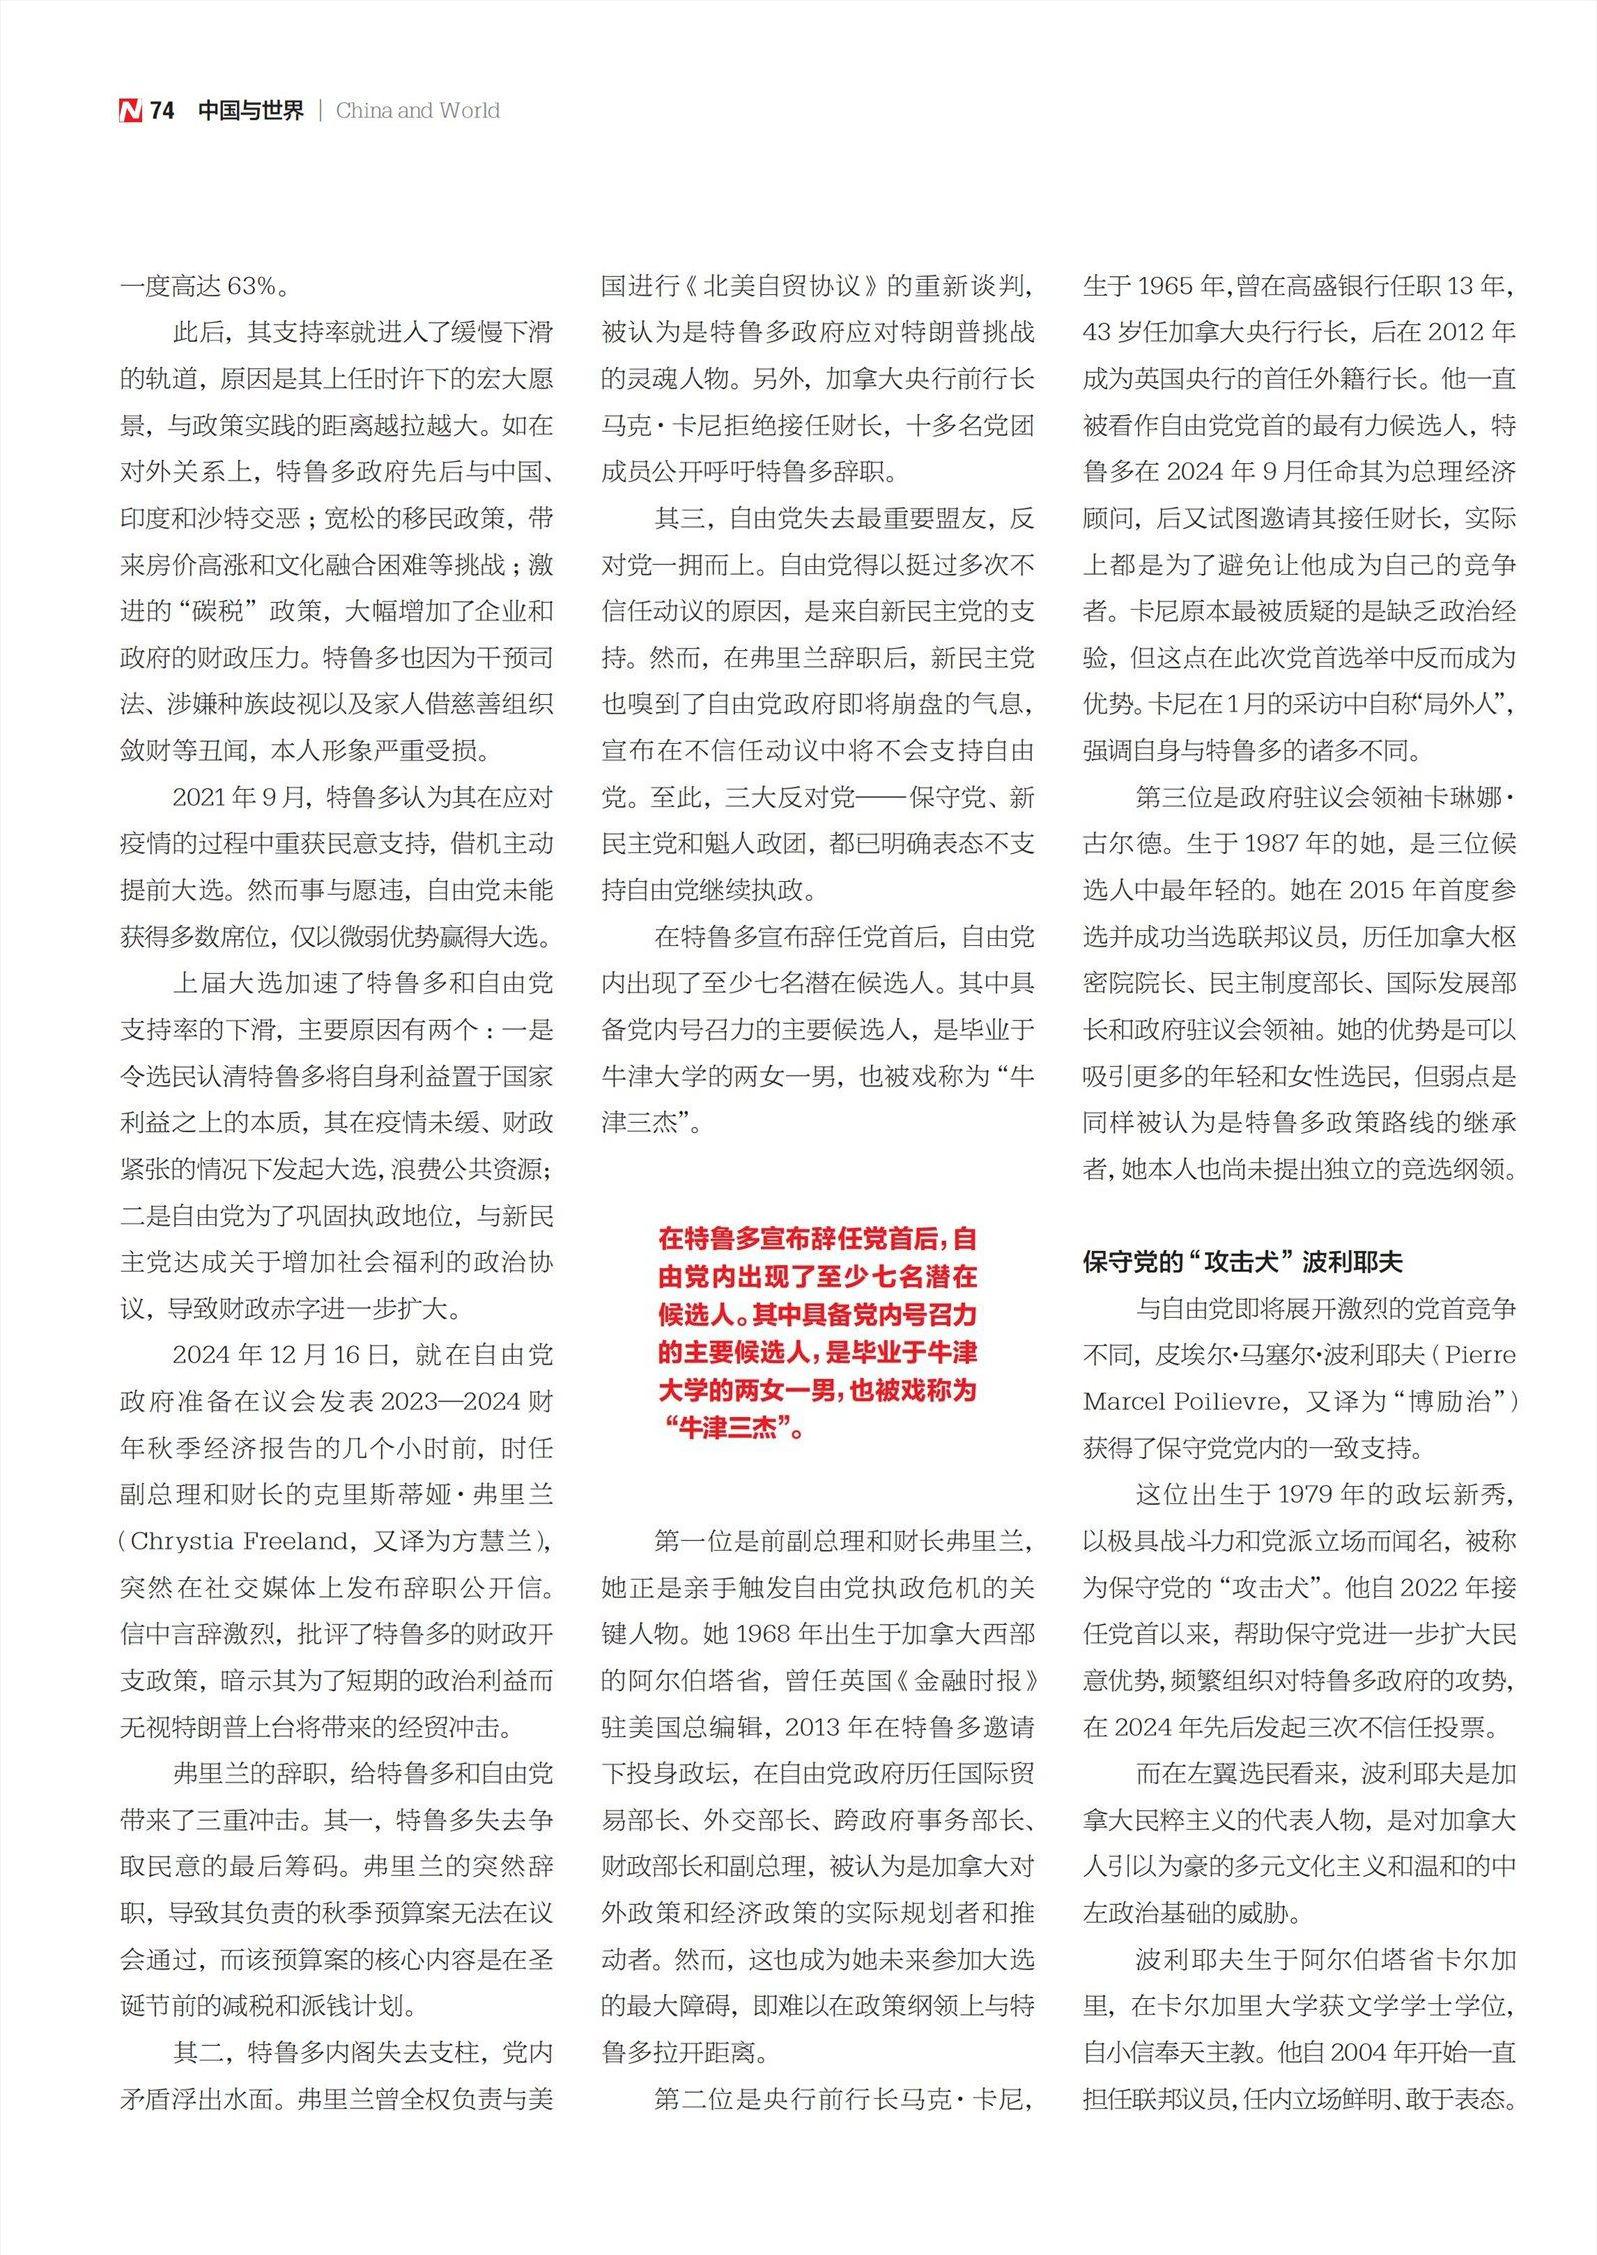 N 74 中国与世界 | China and World
一度高达 63%。
此后，其支持率就进入了缓慢下滑
的轨道，原因是其上任时许下的宏大愿
景，与政策实践的距离越拉越大。如在
对外关系上，特鲁多政府先后与中国、
印度和沙特交恶；宽松的移民政策，带
来房价高涨和文化融合困难等挑战；激
进的“碳税”政策，大幅增加了企业和
政府的财政压力。特鲁多也因为干预司
法、涉嫌种族歧视以及家人借慈善组织
敛财等丑闻，本人形象严重受损。
2021 年 9 月，特鲁多认为其在应对
疫情的过程中重获民意支持，借机主动
提前大选。然而事与愿违，自由党未能
获得多数席位，仅以微弱优势赢得大选。
上届大选加速了特鲁多和自由党
支持率的下滑，主要原因有两个：一是
令选民认清特鲁多将自身利益置于国家
利益之上的本质，其在疫情未缓、财政
紧张的情况下发起大选，浪费公共资源；
二是自由党为了巩固执政地位，与新民
主党达成关于增加社会福利的政治协
议，导致财政赤字进一步扩大。
2024 年 12 月 16 日，就在自由党
政府准备在议会发表 2023—2024 财
年秋季经济报告的几个小时前，时任
副总理和财长的克里斯蒂娅·弗里兰
（Chrystia Freeland，又译为方慧兰），
突然在社交媒体上发布辞职公开信。
信中言辞激烈，批评了特鲁多的财政开
支政策，暗示其为了短期的政治利益而
无视特朗普上台将带来的经贸冲击。
弗里兰的辞职，给特鲁多和自由党
带来了三重冲击。其一，特鲁多失去争
取民意的最后筹码。弗里兰的突然辞
职，导致其负责的秋季预算案无法在议
会通过，而该预算案的核心内容是在圣
诞节前的减税和派钱计划。
其二，特鲁多内阁失去支柱，党内
矛盾浮出水面。弗里兰曾全权负责与美
国进行《北美自贸协议》的重新谈判，
被认为是特鲁多政府应对特朗普挑战
的灵魂人物。另外，加拿大央行前行长
马克·卡尼拒绝接任财长，十多名党团
成员公开呼吁特鲁多辞职。
其三，自由党失去最重要盟友，反
对党一拥而上。自由党得以挺过多次不
信任动议的原因，是来自新民主党的支
持。然而，在弗里兰辞职后，新民主党
也嗅到了自由党政府即将崩盘的气息，
宣布在不信任动议中将不会支持自由
党。至此，三大反对党——保守党、新
民主党和魁人政团，都已明确表态不支
持自由党继续执政。
在特鲁多宣布辞任党首后，自由党
内出现了至少七名潜在候选人。其中具
备党内号召力的主要候选人，是毕业于
牛津大学的两女一男，也被戏称为“牛
津三杰”。
在特鲁多宣布辞任党首后，自
由党内出现了至少七名潜在
候选人。其中具备党内号召力
的主要候选人，是毕业于牛津
大学的两女一男，也被戏称为
“牛津三杰”。
第一位是前副总理和财长弗里兰，
她正是亲手触发自由党执政危机的关
键人物。她 1968 年出生于加拿大西部
的阿尔伯塔省，曾任英国《金融时报》
驻美国总编辑，2013 年在特鲁多邀请
下投身政坛，在自由党政府历任国际贸
易部长、外交部长、跨政府事务部长、
财政部长和副总理，被认为是加拿大对
外政策和经济政策的实际规划者和推
动者。然而，这也成为她未来参加大选
的最大障碍，即难以在政策纲领上与特
鲁多拉开距离。
第二位是央行前行长马克·卡尼，
生于 1965 年，曾在高盛银行任职 13 年，
43 岁任加拿大央行行长，后在 2012 年
成为英国央行的首任外籍行长。他一直
被看作自由党党首的最有力候选人，特
鲁多在 2024 年 9 月任命其为总理经济
顾问，后又试图邀请其接任财长，实际
上都是为了避免让他成为自己的竞争
者。卡尼原本最被质疑的是缺乏政治经
验，但这点在此次党首选举中反而成为
优势。卡尼在 1 月的采访中自称“局外人”，
强调自身与特鲁多的诸多不同。
第三位是政府驻议会领袖卡琳娜·
古尔德。生于 1987 年的她，是三位候
选人中最年轻的。她在 2015 年首度参
选并成功当选联邦议员，历任加拿大枢
密院院长、民主制度部长、国际发展部
长和政府驻议会领袖。她的优势是可以
吸引更多的年轻和女性选民，但弱点是
同样被认为是特鲁多政策路线的继承
者，她本人也尚未提出独立的竞选纲领。
保守党的“攻击犬”波利耶夫
与自由党即将展开激烈的党首竞争
不同，皮埃尔·马塞尔·波利耶夫（Pierre
Marcel Poilievre，又译为“博励治”）
获得了保守党党内的一致支持。
这位出生于 1979 年的政坛新秀，
以极具战斗力和党派立场而闻名，被称
为保守党的“攻击犬”。他自 2022 年接
任党首以来，帮助保守党进一步扩大民
意优势，频繁组织对特鲁多政府的攻势，
在 2024 年先后发起三次不信任投票。
而在左翼选民看来，波利耶夫是加
拿大民粹主义的代表人物，是对加拿大
人引以为豪的多元文化主义和温和的中
左政治基础的威胁。
波利耶夫生于阿尔伯塔省卡尔加
里，在卡尔加里大学获文学学士学位，
自小信奉天主教。他自 2004 年开始一直
担任联邦议员，任内立场鲜明、敢于表态。